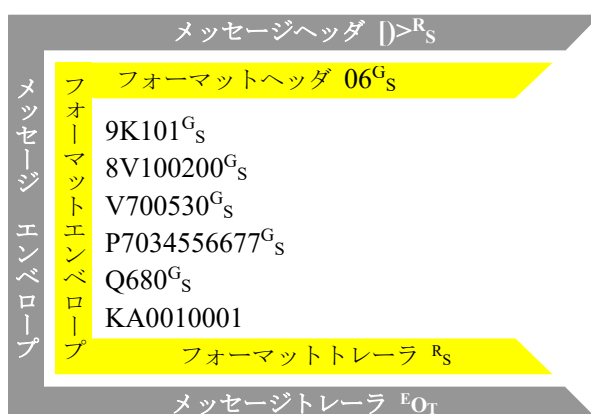 メッセージヘッダ [)>ᴿs
メッセージ エンベロープ
フォーマットエンベロープ
フォーマットヘッダ 06ᴳs
9K101ᴳs
8V100200ᴳs
V700530ᴳs
P7034556677ᴳs
Q680ᴳs
KA0010001
フォーマットトレーラ ᴿs
メッセージトレーラ ᴱOᴛ